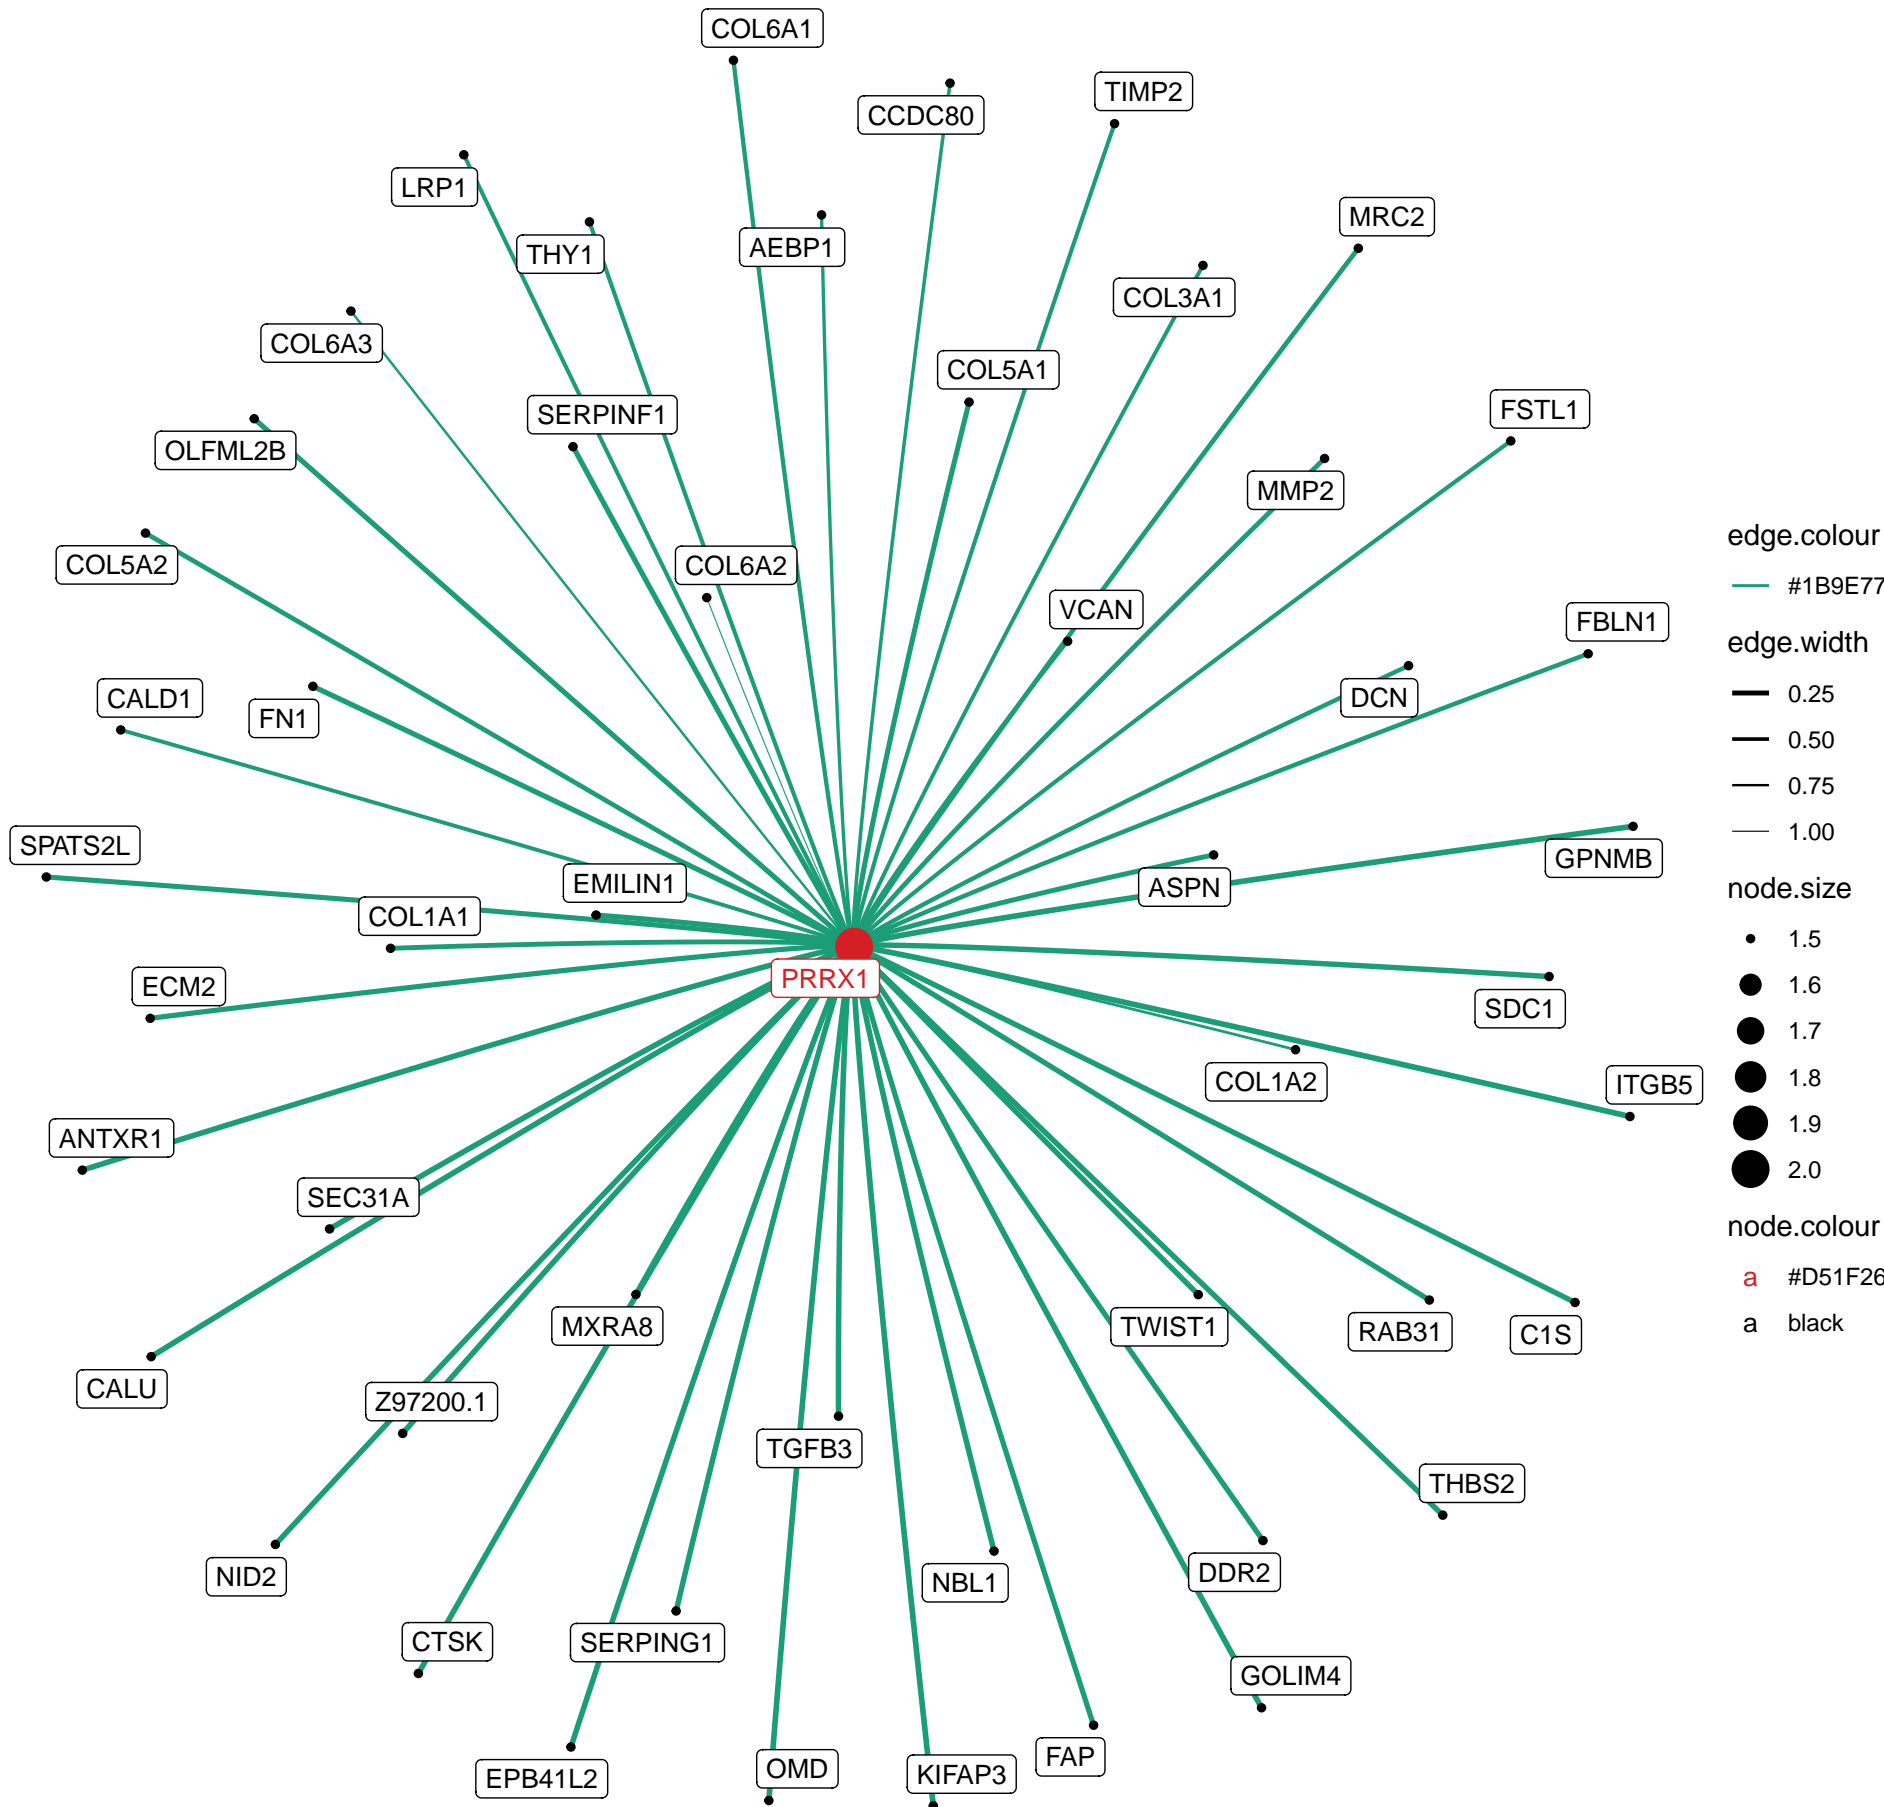 COL6A1
TIMP2
CCDC80
LRP1
MRC2
THY1
AEBP1
COL3A1
COL6A3
COL5A1
SERPINF1
FSTL1
OLFML2B
MMP2
COL5A2
COL6A2
VCAN
FBLN1
CALD1
FN1
DCN
SPATS2L
GPNMB
EMILIN1
ASPN
COL1A1
PRRX1
ECM2
SDC1
COL1A2
ITGB5
ANTXR1
SEC31A
MXRA8
TWIST1
RAB31
C1S
CALU
Z97200.1
TGFB3
THBS2
NID2
NBL1
DDR2
CTSK
SERPING1
GOLIM4
FAP
OMD
KIFAP3
EPB41L2
edge.colour
#1B9E77
edge.width
0.25
0.50
0.75
1.00
node.size
1.5
1.6
1.7
1.8
1.9
2.0
node.colour
a #D51F26
a black